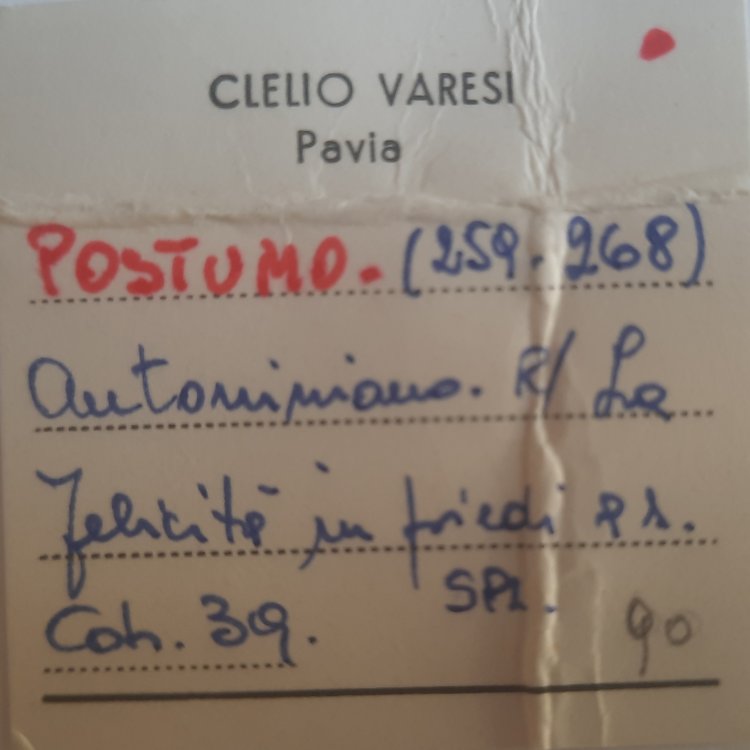 CLELIO VARESI
Pavia
POSTUMO. (259-268)
Antoniniano. R/ La
Felicità in piedi a s.
Coh. 39. SPL.
90